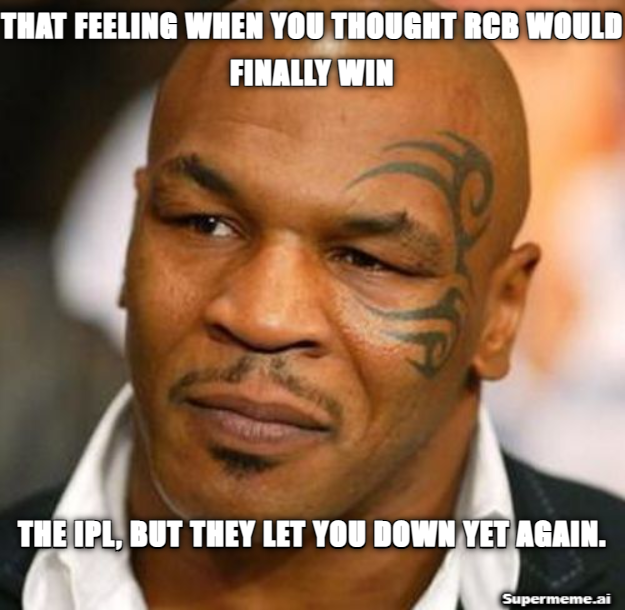 THAT FEELING WHEN YOU THOUGHT RCB WOULD
FINALLY WIN
THE IPL, BUT THEY LET YOU DOWN YET AGAIN.
Supermeme.ai